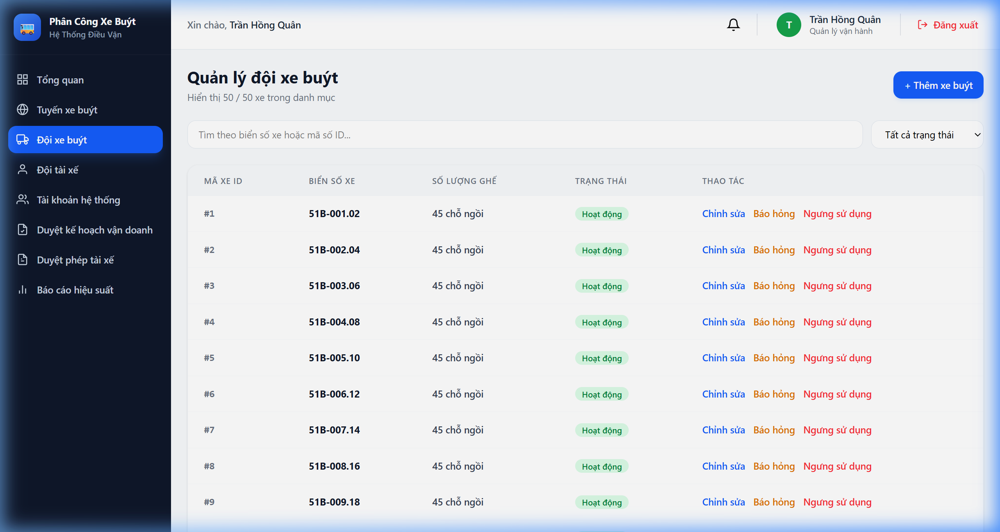 Phân Công Xe Buýt
Hệ Thống Điều Vận
Tổng quan
Tuyến xe buýt
Đội xe buýt
Đội tài xế
Tài khoản hệ thống
Duyệt kế hoạch vận doanh
Duyệt phép tài xế
Báo cáo hiệu suất
Xin chào, Trần Hồng Quân
T
Trần Hồng Quân
Quản lý vận hành
Đăng xuất
Quản lý đội xe buýt
Hiển thị 50 / 50 xe trong danh mục
+ Thêm xe buýt
Tìm theo biển số xe hoặc mã số ID...
Tất cả trạng thái
MÃ XE ID BIỂN SỐ XE SỐ LƯỢNG GHẾ TRẠNG THÁI THAO TÁC
#1 51B-001.02 45 chỗ ngồi Hoạt động Chỉnh sửa Báo hỏng Ngưng sử dụng
#2 51B-002.04 45 chỗ ngồi Hoạt động Chỉnh sửa Báo hỏng Ngưng sử dụng
#3 51B-003.06 45 chỗ ngồi Hoạt động Chỉnh sửa Báo hỏng Ngưng sử dụng
#4 51B-004.08 45 chỗ ngồi Hoạt động Chỉnh sửa Báo hỏng Ngưng sử dụng
#5 51B-005.10 45 chỗ ngồi Hoạt động Chỉnh sửa Báo hỏng Ngưng sử dụng
#6 51B-006.12 45 chỗ ngồi Hoạt động Chỉnh sửa Báo hỏng Ngưng sử dụng
#7 51B-007.14 45 chỗ ngồi Hoạt động Chỉnh sửa Báo hỏng Ngưng sử dụng
#8 51B-008.16 45 chỗ ngồi Hoạt động Chỉnh sửa Báo hỏng Ngưng sử dụng
#9 51B-009.18 45 chỗ ngồi Hoạt động Chỉnh sửa Báo hỏng Ngưng sử dụng